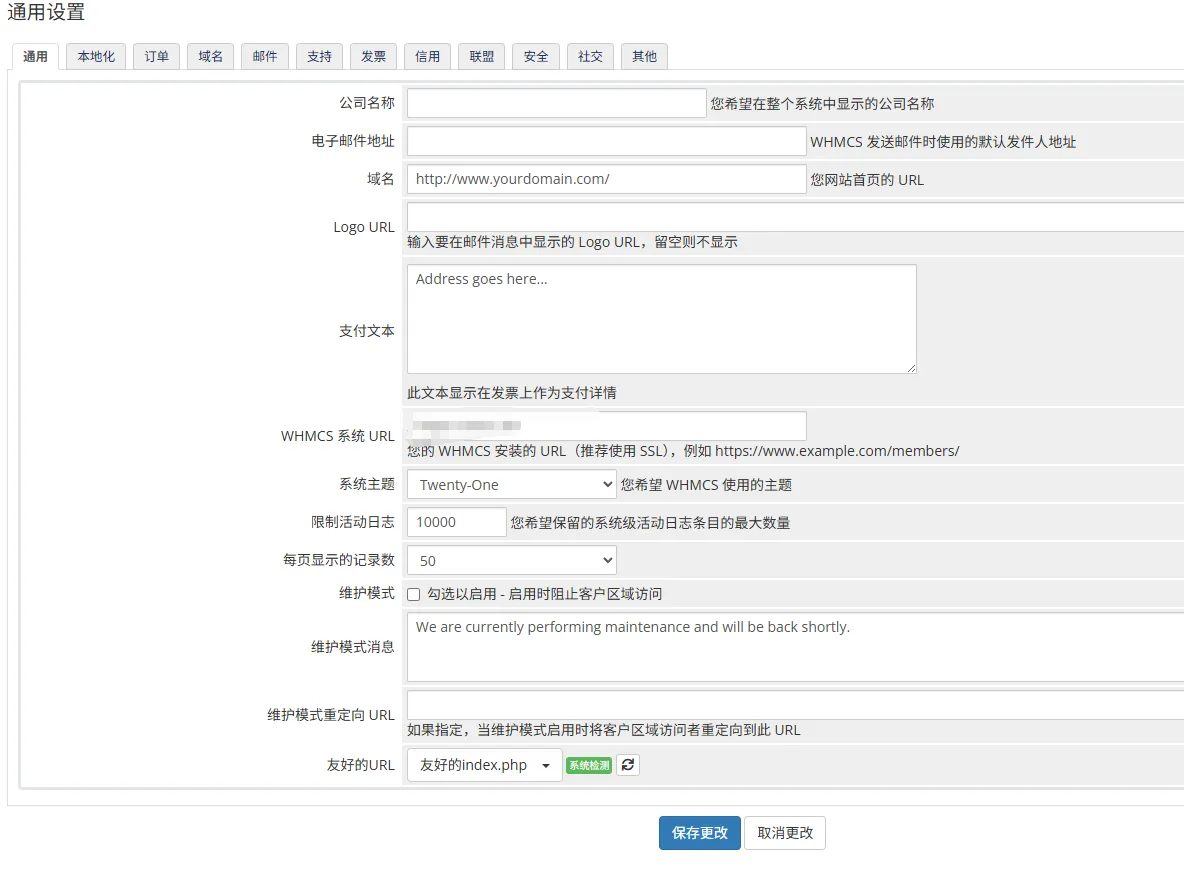 通用设置
通用 本地化 订单 域名 邮件 支持 发票 信用 联盟 安全 社交 其他
公司名称 您希望在整个系统中显示的公司名称
电子邮件地址 WHMCS 发送邮件时使用的默认发件人地址
域名 http://www.yourdomain.com/ 您网站首页的 URL
Logo URL
输入要在邮件消息中显示的 Logo URL，留空则不显示
Address goes here...
支付文本
此文本显示在发票上作为支付详情
WHMCS 系统 URL
您的 WHMCS 安装的 URL（推荐使用 SSL），例如 https://www.example.com/members/
系统主题 Twenty-One 您希望 WHMCS 使用的主题
限制活动日志 10000 您希望保留的系统级活动日志条目的最大数量
每页显示的记录数 50
维护模式 勾选以启用 - 启用时阻止客户区域访问
We are currently performing maintenance and will be back shortly.
维护模式消息
维护模式重定向 URL
如果指定，当维护模式启用时将客户区域访问者重定向到此 URL
友好的URL 友好的index.php 系统检测
保存更改 取消更改